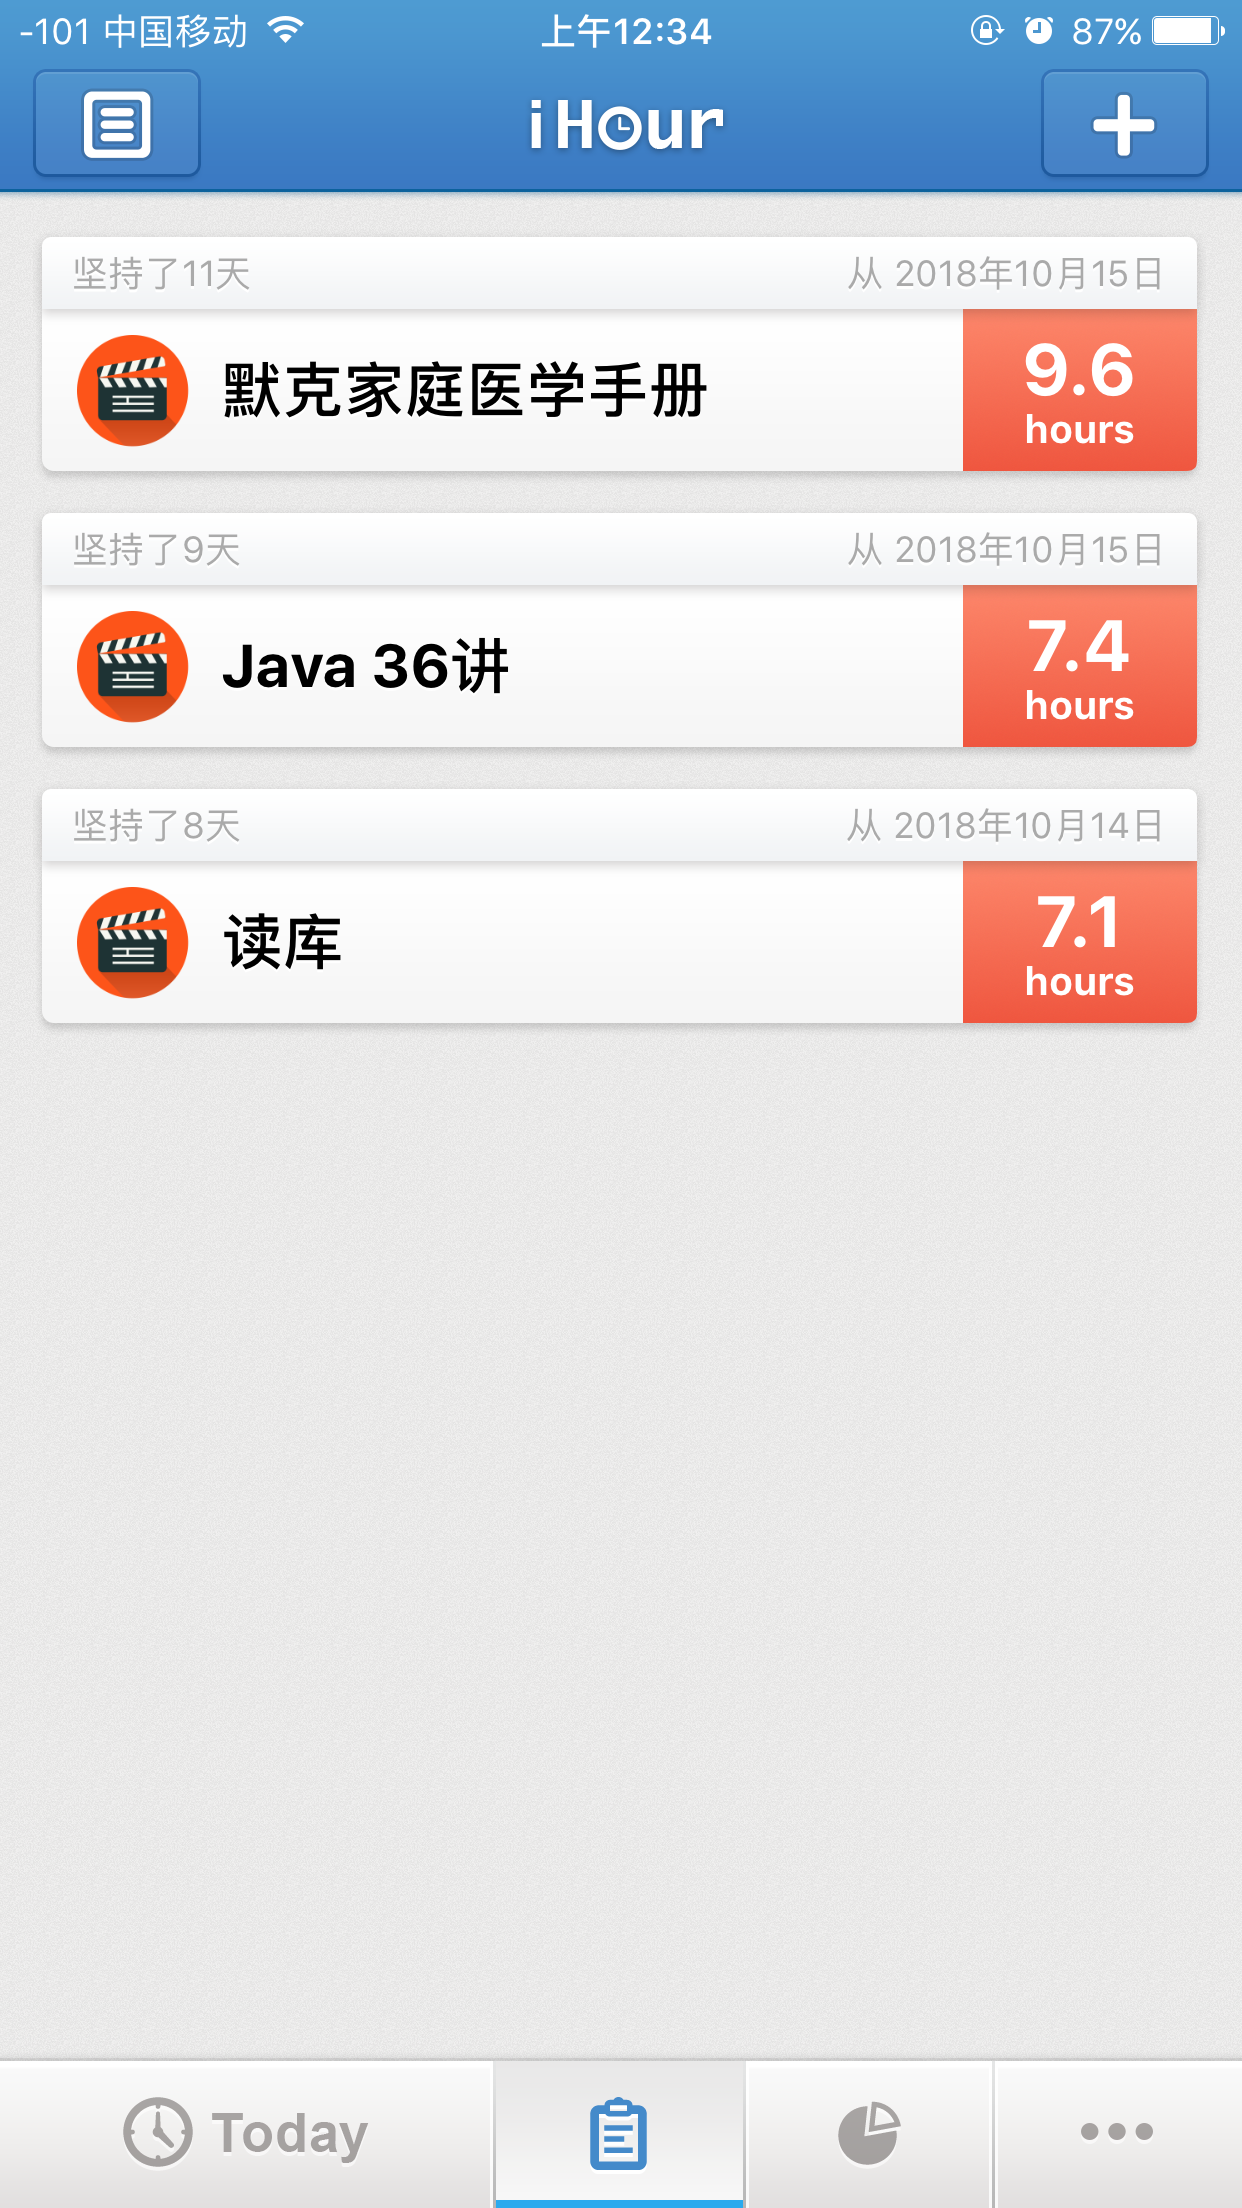 -101 中国移动 上午12:34 87%
iHour
坚持了11天 从 2018年10月15日
默克家庭医学手册 9.6
hours
坚持了9天 从 2018年10月15日
Java 36讲 7.4
hours
坚持了8天 从 2018年10月14日
读库 7.1
hours
Today